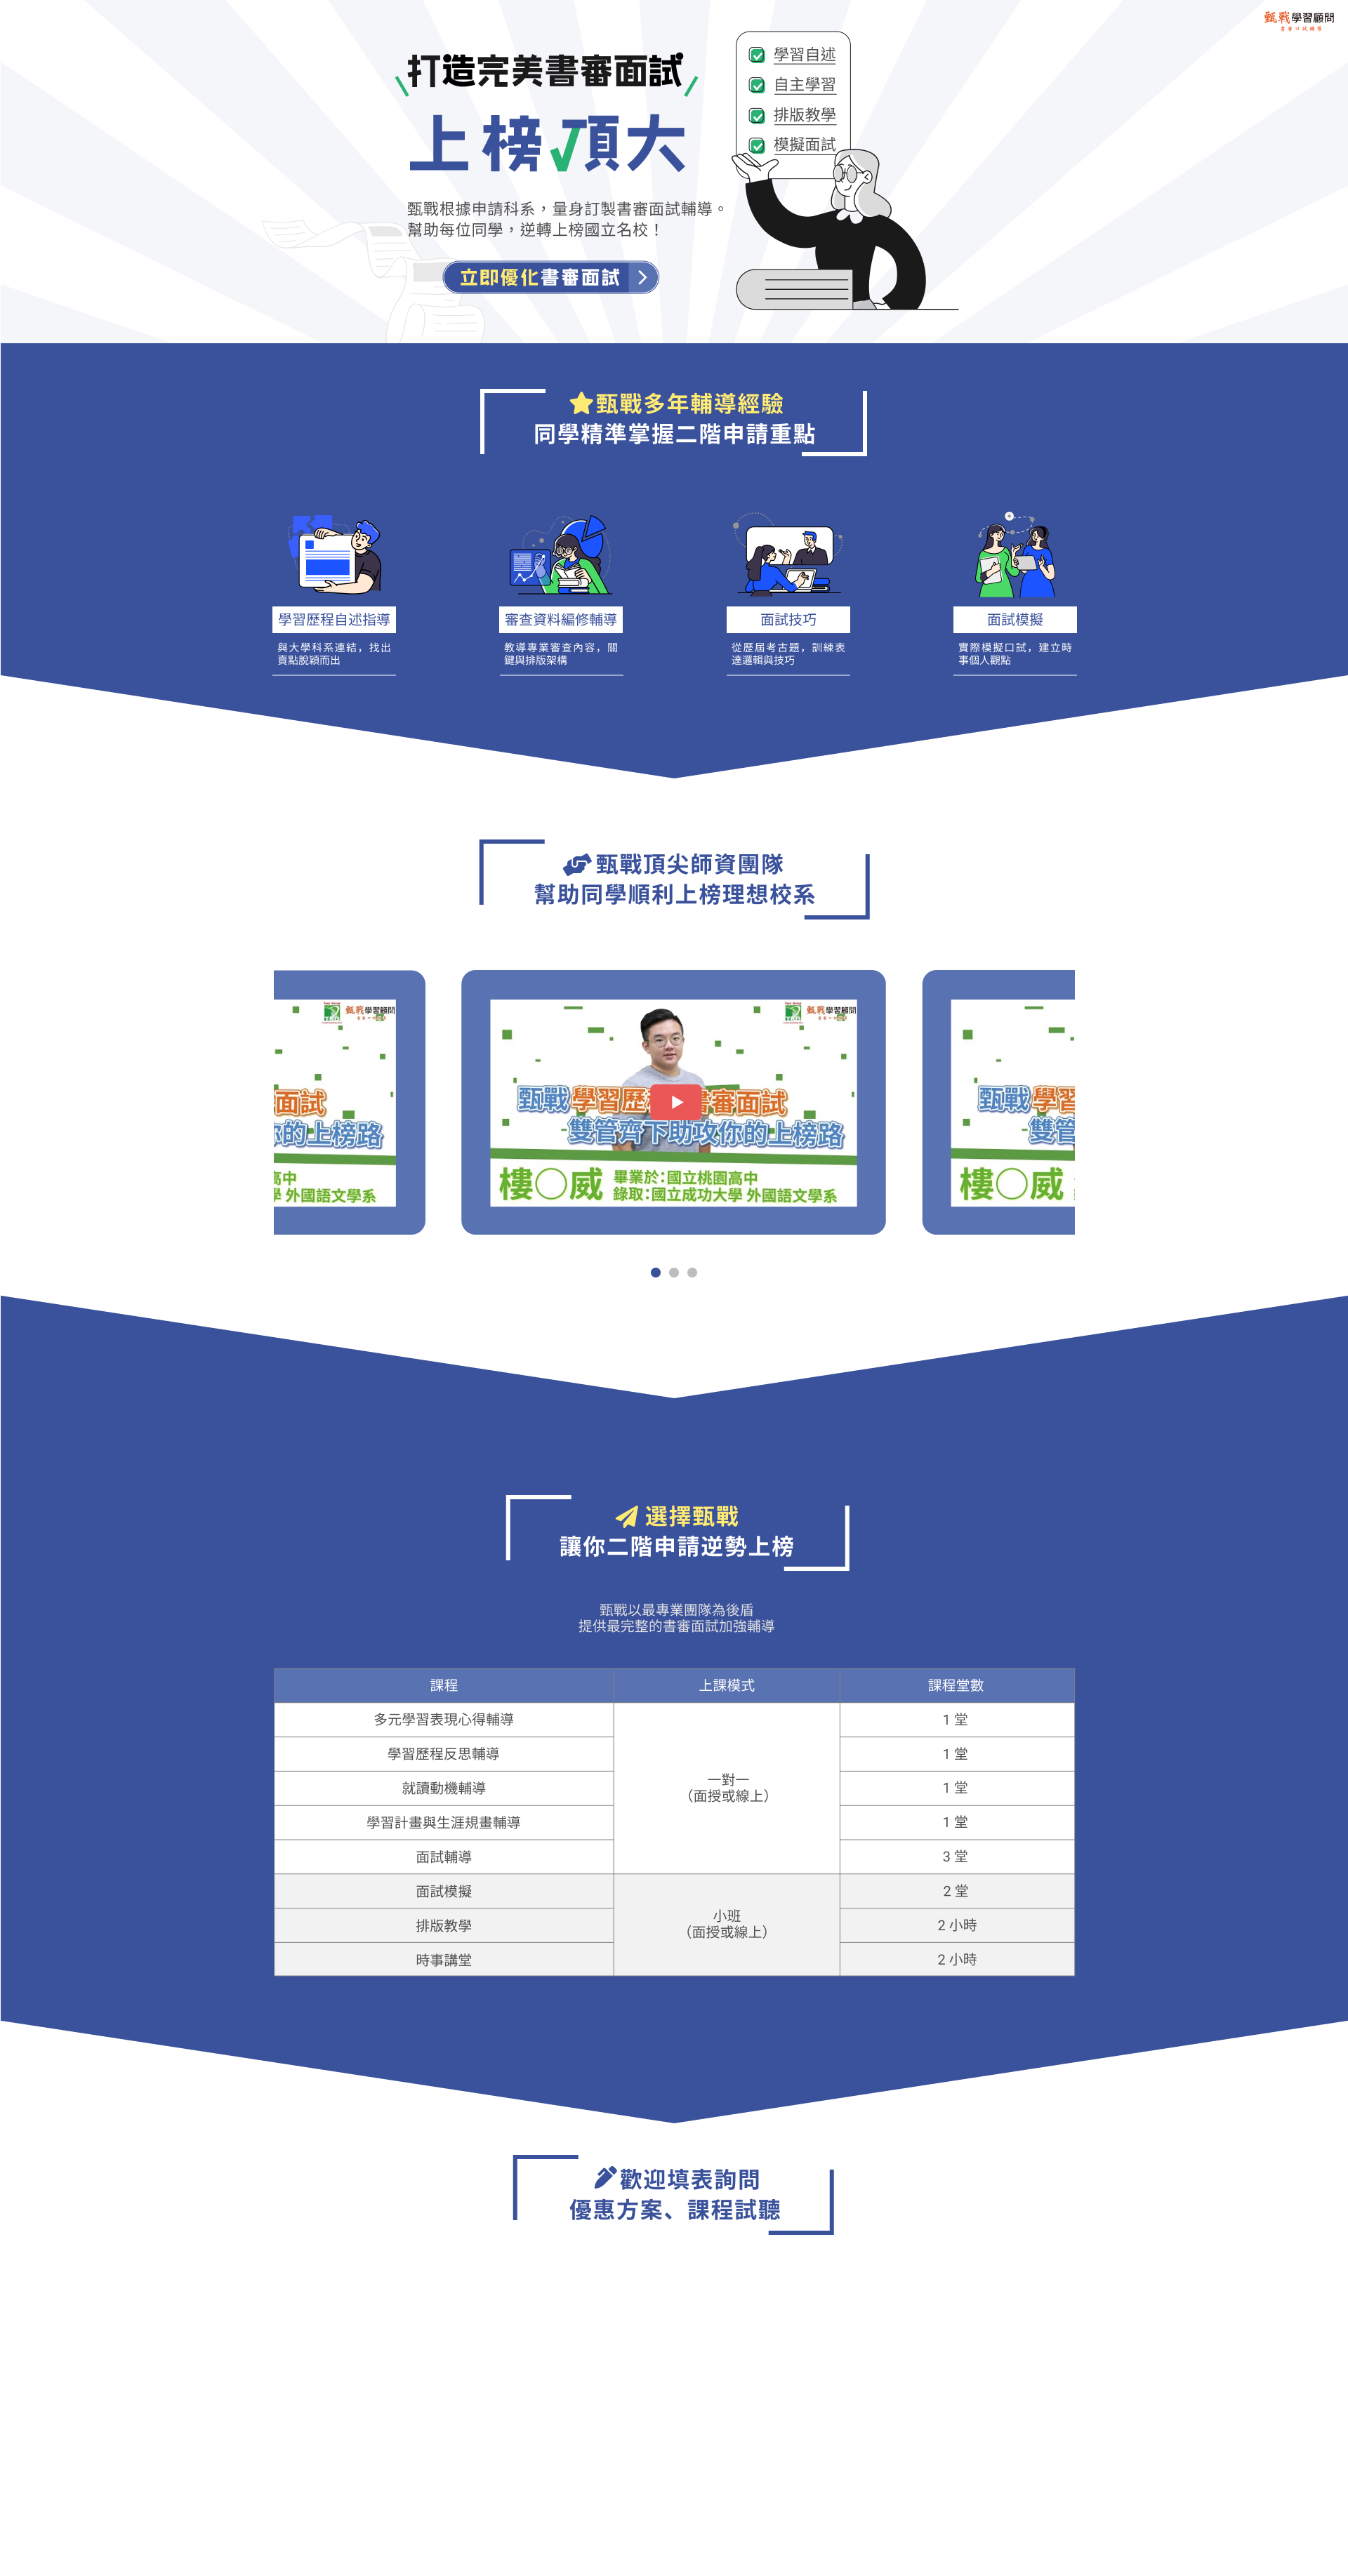 甄戰學習顧問
打造完美書審面試
上榜頂大
甄戰根據申請科系，量身訂製書審面試輔導。
幫助每位同學，逆轉上榜國立名校！
立即優化書審面試
學習自述
自主學習
排版教學
模擬面試
甄戰多年輔導經驗
同學精準掌握二階申請重點
學習歷程自述指導
與大學科系連結，找出
賣點脫穎而出
審查資料編修輔導
教導專業審查內容，關
鍵與排版架構
面試技巧
從歷屆考古題，訓練表
達邏輯與技巧
面試模擬
實際模擬口試，建立時
事個人觀點
甄戰頂尖師資團隊
幫助同學順利上榜理想校系
甄戰學習顧問
面試
你的上榜路
高中
學 外國語文學系
甄戰學習顧問
甄戰 學習歷 書審面試
雙管齊下助攻你的上榜路
樓○威
畢業於：國立桃園高中
錄取：國立成功大學 外國語文學系
甄戰 學習
雙管
樓○威
選擇甄戰
讓你二階申請逆勢上榜
甄戰以最專業團隊為後盾
提供最完整的書審面試加強輔導
課程 上課模式 課程堂數
多元學習表現心得輔導 1 堂
學習歷程反思輔導 1 堂
就讀動機輔導 1 堂
一對一
（面授或線上）
學習計畫與生涯規畫輔導 1 堂
面試輔導 3 堂
面試模擬 2 堂
小班
（面授或線上）
排版教學 2 小時
時事講堂 2 小時
歡迎填表詢問
優惠方案、課程試聽